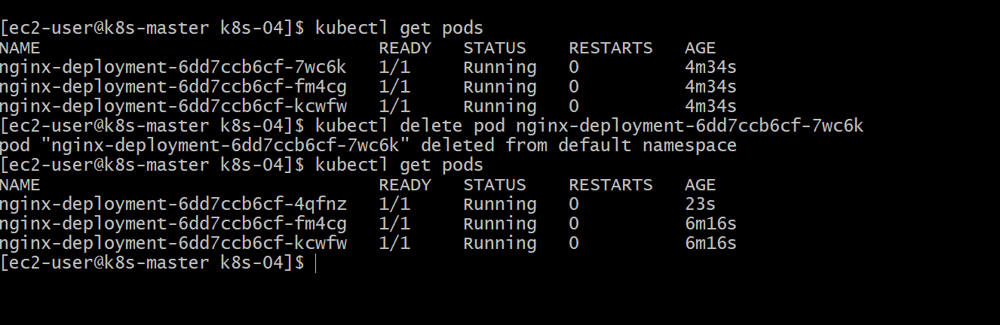 [ec2-user@k8s-master k8s-04]$ kubectl get pods
NAME                                READY   STATUS    RESTARTS   AGE
nginx-deployment-6dd7ccb6cf-7wc6k   1/1     Running   0          4m34s
nginx-deployment-6dd7ccb6cf-fm4cg   1/1     Running   0          4m34s
nginx-deployment-6dd7ccb6cf-kcwfw   1/1     Running   0          4m34s
[ec2-user@k8s-master k8s-04]$ kubectl delete pod nginx-deployment-6dd7ccb6cf-7wc6k
pod "nginx-deployment-6dd7ccb6cf-7wc6k" deleted from default namespace
[ec2-user@k8s-master k8s-04]$ kubectl get pods
NAME                                READY   STATUS    RESTARTS   AGE
nginx-deployment-6dd7ccb6cf-4qfnz   1/1     Running   0          23s
nginx-deployment-6dd7ccb6cf-fm4cg   1/1     Running   0          6m16s
nginx-deployment-6dd7ccb6cf-kcwfw   1/1     Running   0          6m16s
[ec2-user@k8s-master k8s-04]$